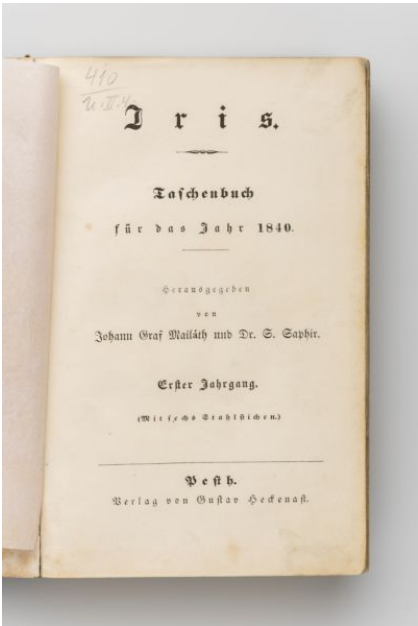 410
Iris.
Taschenbuch
für das Jahr 1840.
Herausgegeben
von
Johann Graf Mailáth und Dr. S. Saphir.
Erster Jahrgang.
(Mit sechs Stahlstichen.)
Pesth.
Verlag von Gustav Heckenast.